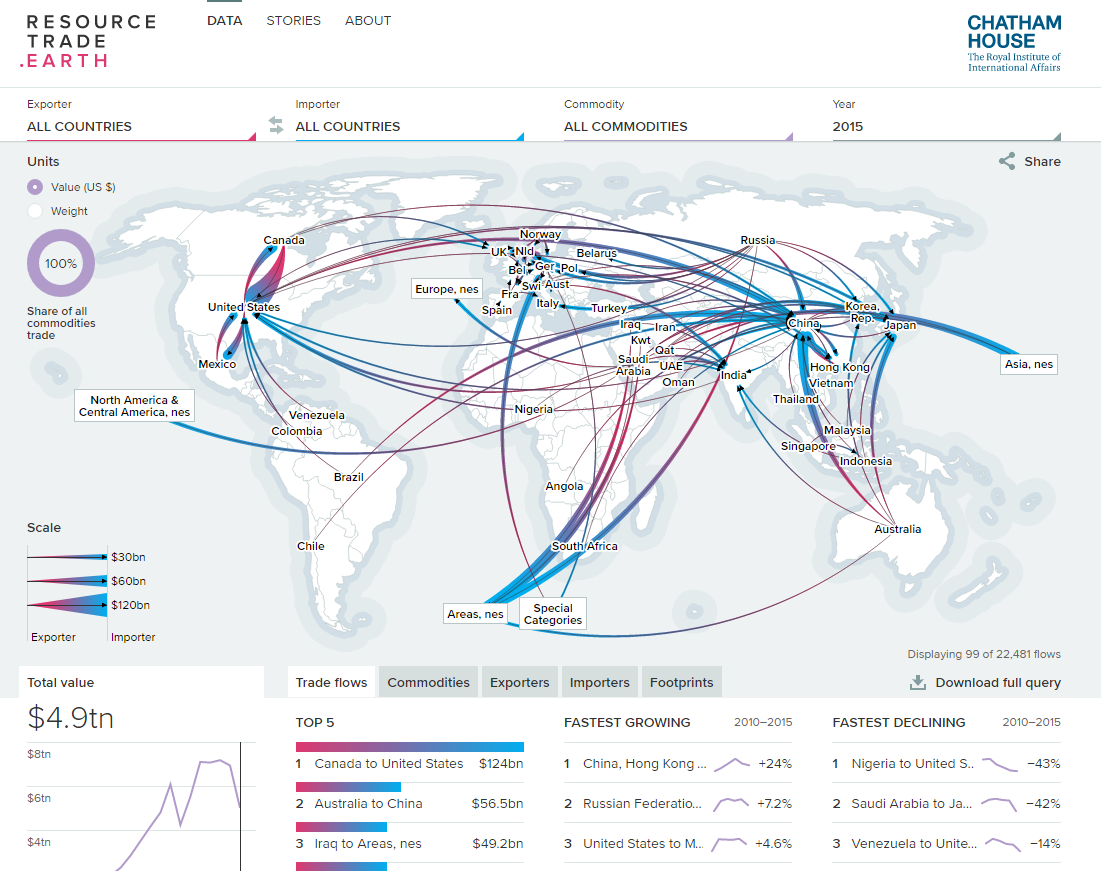 RESOURCE
TRADE
.EARTH
DATA STORIES ABOUT
CHATHAM
HOUSE
The Royal Institute of
International Affairs
Exporter
ALL COUNTRIES
Importer
ALL COUNTRIES
Commodity
ALL COMMODITIES
Year
2015
Units
Value (US $)
Weight
100%
Share of all
commodities
trade
Share
Canada
United States
Mexico
North America &
Central America, nes
Venezuela
Colombia
Brazil
Chile
Norway
UK
Nld
Belarus
Bel
Ger
Pol
Europe, nes
Swi
Aust
Fra
Spain
Italy
Turkey
Russia
Iraq
Iran
Kwt
Qat
Saudi
Arabia
UAE
Oman
India
Nigeria
Angola
South Africa
Areas, nes
Special
Categories
China
Korea,
Rep.
Japan
Asia, nes
Hong Kong
Vietnam
Thailand
Malaysia
Singapore
Indonesia
Australia
Scale
$30bn
$60bn
$120bn
Exporter Importer
Displaying 99 of 22,481 flows
Download full query
Total value
$4.9tn
$8tn
$6tn
$4tn
Trade flows Commodities Exporters Importers Footprints
TOP 5
1 Canada to United States $124bn
2 Australia to China $56.5bn
3 Iraq to Areas, nes $49.2bn
FASTEST GROWING 2010–2015
1 China, Hong Kong ... +24%
2 Russian Federatio... +7.2%
3 United States to M... +4.6%
FASTEST DECLINING 2010–2015
1 Nigeria to United S.. −43%
2 Saudi Arabia to Ja... −42%
3 Venezuela to Unite... −14%